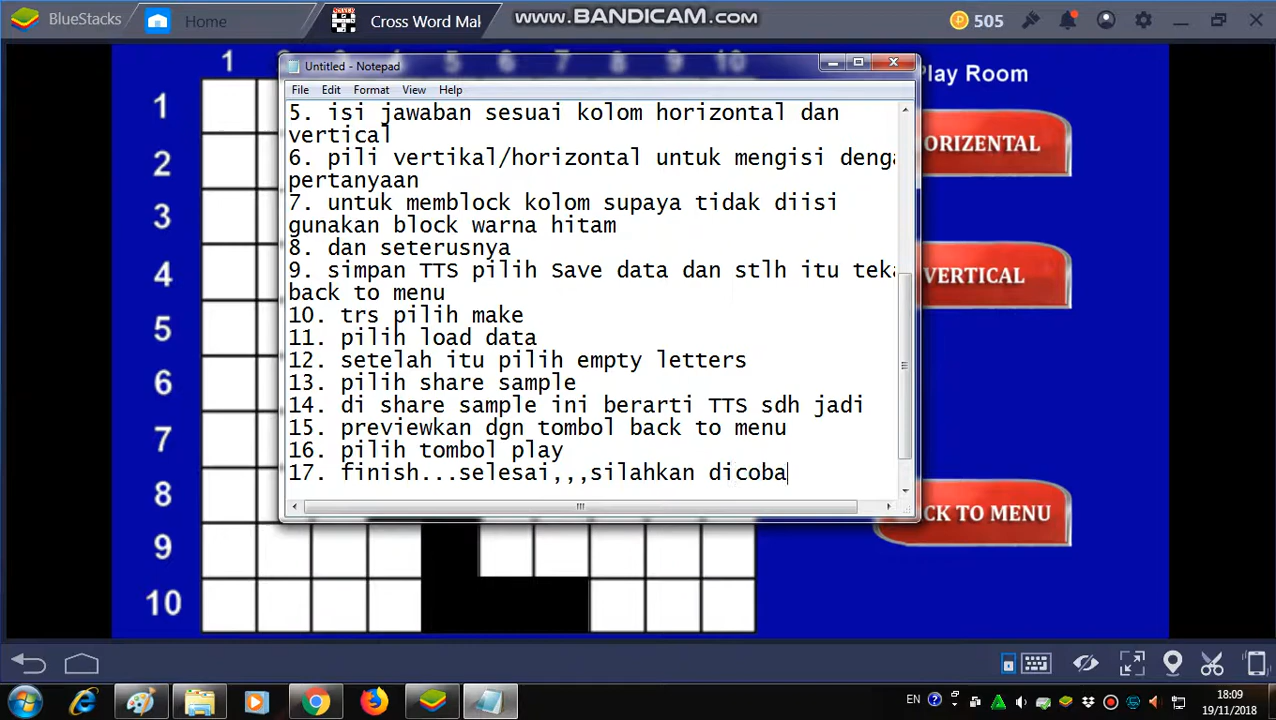 BlueStacks
Home
Cross Word Mal
www.BANDICAM.com
505
Untitled - Notepad
File Edit Format View Help
5. isi jawaban sesuai kolom horizontal dan
vertical
6. pili vertikal/horizontal untuk mengisi denga
pertanyaan
7. untuk memblock kolom supaya tidak diisi
gunakan block warna hitam
8. dan seterusnya
9. simpan TTS pilih Save data dan stlh itu teka
back to menu
10. trs pilih make
11. pilih load data
12. setelah itu pilih empty letters
13. pilih share sample
14. di share sample ini berarti TTS sdh jadi
15. previewkan dgn tombol back to menu
16. pilih tombol play
17. finish...selesai,,,silahkan dicoba
1
1
2
3
4
5
6
7
8
9
10
Play Room
ORIZENTAL
VERTICAL
CK TO MENU
EN
18:09
19/11/2018